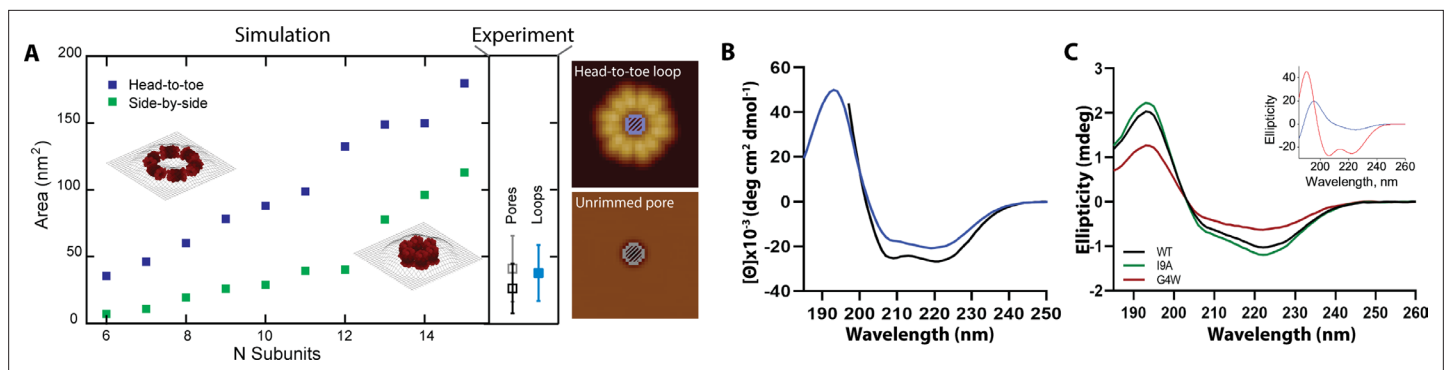 A
Simulation
Experiment
200
150
100
50
0
Area (nm²)
Head-to-toe
Side-by-side
6
8
10
12
14
N Subunits
Pores
Loops
Head-to-toe loop
Unrimmed pore
B
60
40
20
0
-20
-40
[Θ]x10⁻³ (deg cm² dmol⁻¹)
190 200 210 220 230 240 250
Wavelength (nm)
C
3
2
1
0
-1
-2
Ellipticity (mdeg)
WT
I9A
G4W
190 200 210 220 230 240 250 260
Wavelength (nm)
40
20
0
-20
Ellipticity
200 220 240 260
Wavelength, nm